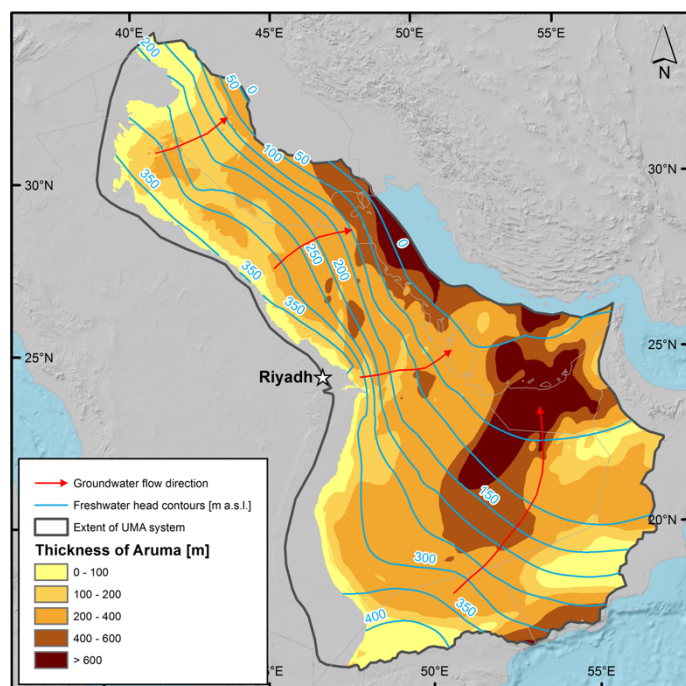 40°E 45°E 50°E 55°E
N
200
50
0
100
50
350
30°N 30°N
0
250
200
350
350
25°N 25°N
Riyadh
150
20°N
300
350
400
Groundwater flow direction
Freshwater head contours [m a.s.l.]
Extent of UMA system
Thickness of Aruma [m]
0 - 100
100 - 200
200 - 400
400 - 600
> 600
45°E 50°E 55°E